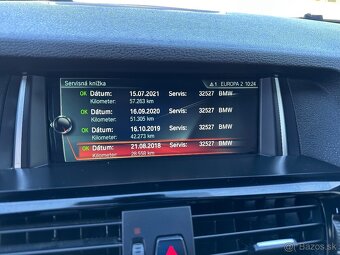 Servisná knižka 1 EUROPA 2 10:24
OK Dátum: 15.07.2021 Servis: 32527 BMW
Kilometer: 57.263 km
OK Dátum: 16.09.2020 Servis: 32527 BMW
Kilometer: 51.305 km
OK Dátum: 16.10.2019 Servis: 32527 BMW
Kilometer: 42.273 km
OK Dátum: 21.08.2018 Servis: 32527 BMW
Kilometer: 28.558 km
Bazos.sk